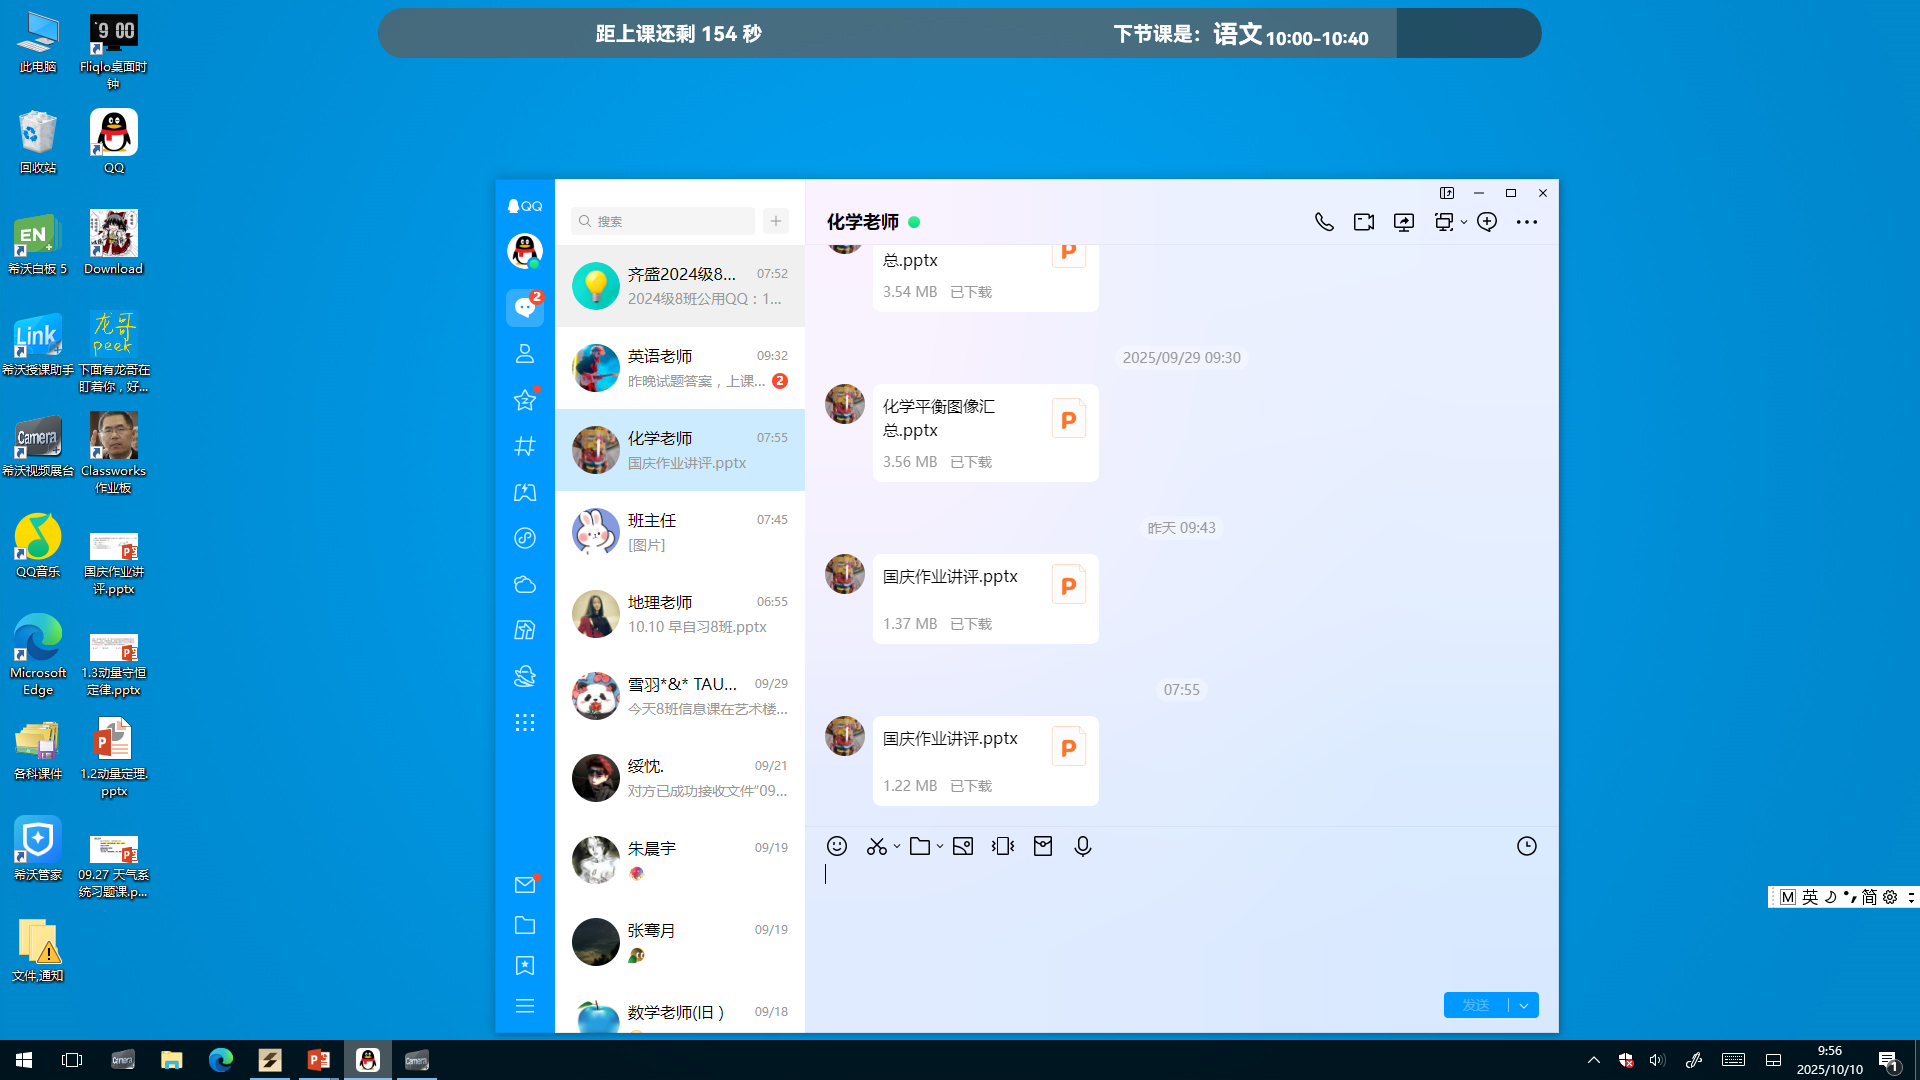 距上课还剩 154 秒
下节课是： 语文 10:00-10:40
此电脑
Fliqlo桌面时
钟
回收站
QQ
希沃白板 5
Download
希沃授课助手
下面有龙哥在
盯着你，好...
希沃视频展台
Classworks
作业板
QQ音乐
国庆作业讲
评.pptx
Microsoft
Edge
1.3动量守恒
定律.pptx
各科课件
1.2动量定理.
pptx
希沃管家
09.27 天气系
统习题课.p...
文件,通知
9 00
EN
Link
龙哥
peek
Camera
QQ
2
搜索
齐盛2024级8... 07:52
2024级8班公用QQ：1...
英语老师 09:32
昨晚试题答案，上课... 2
化学老师 07:55
国庆作业讲评.pptx
班主任 07:45
[图片]
地理老师 06:55
10.10 早自习8班.pptx
雪羽*&* TAU... 09/29
今天8班信息课在艺术楼...
绥忱. 09/21
对方已成功接收文件“09...
朱晨宇 09/19
张骞月 09/19
数学老师(旧 ) 09/18
化学老师
总.pptx
3.54 MB 已下载
2025/09/29 09:30
化学平衡图像汇
总.pptx
3.56 MB 已下载
昨天 09:43
国庆作业讲评.pptx
1.37 MB 已下载
07:55
国庆作业讲评.pptx
1.22 MB 已下载
发送
M 英 简
9:56
2025/10/10
1